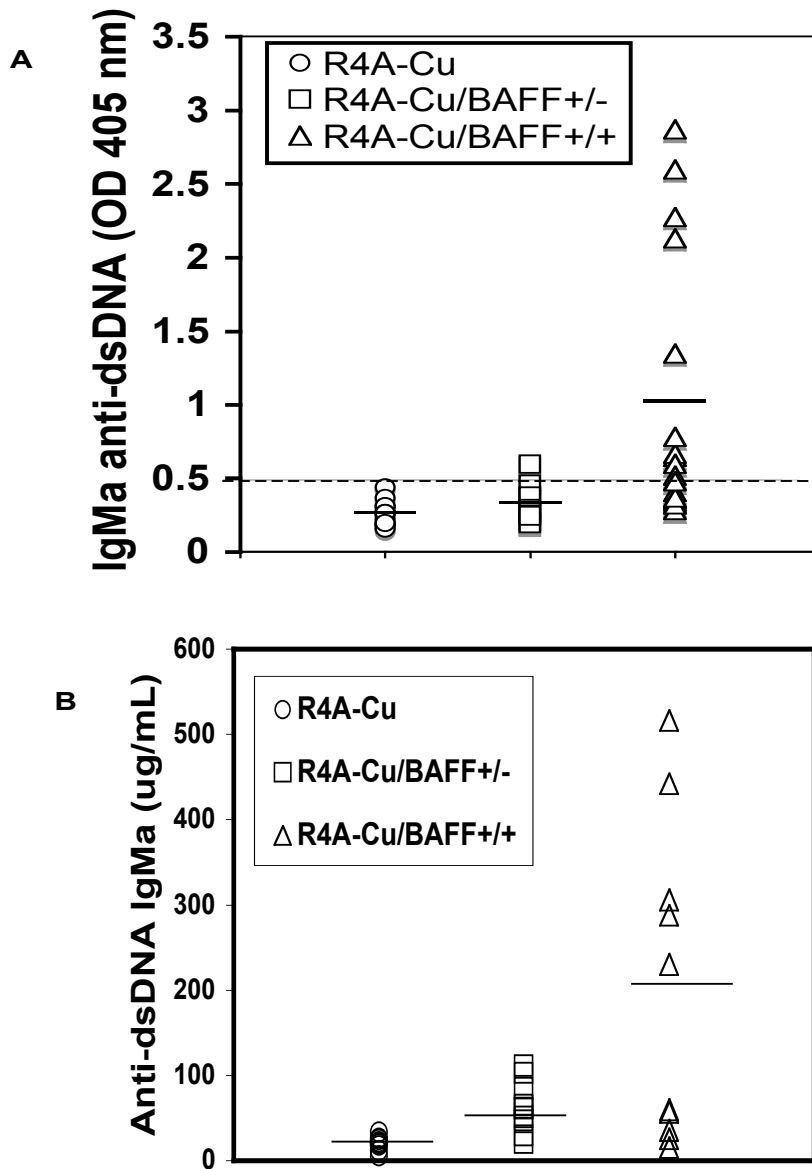 A
IgMa anti-dsDNA (OD 405 nm)
3.5
3
2.5
2
1.5
1
0.5
0
R4A-Cu
R4A-Cu/BAFF+/-
R4A-Cu/BAFF+/+
B
Anti-dsDNA IgMa (ug/mL)
600
500
400
300
200
100
0
R4A-Cu
R4A-Cu/BAFF+/-
R4A-Cu/BAFF+/+